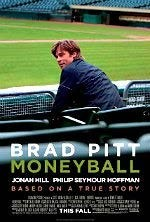 BRAD PITT
MONEYBALL
JONAH HILL PHILIP SEYMOUR HOFFMAN
BASED ON A TRUE STORY
THIS FALL